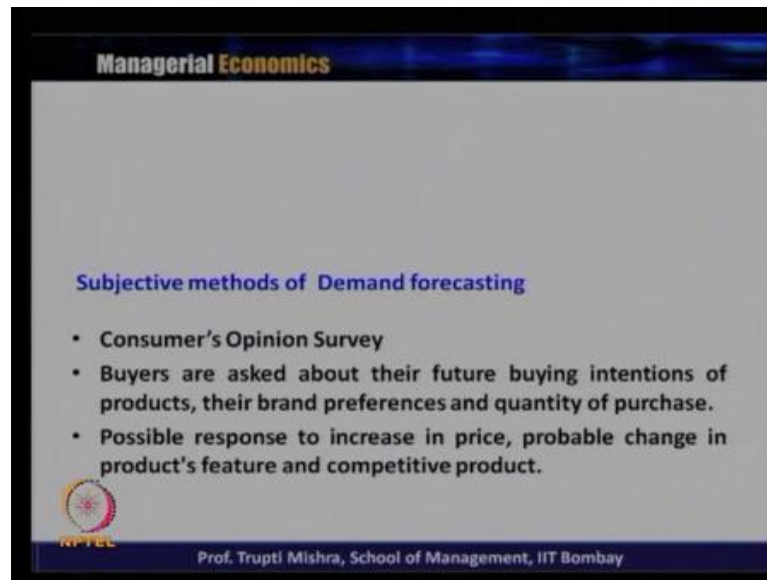 Managerial Economics
Subjective methods of Demand forecasting
• Consumer's Opinion Survey
• Buyers are asked about their future buying intentions of
products, their brand preferences and quantity of purchase.
• Possible response to increase in price, probable change in
product's feature and competitive product.
NPTEL
Prof. Trupti Mishra, School of Management, IIT Bombay